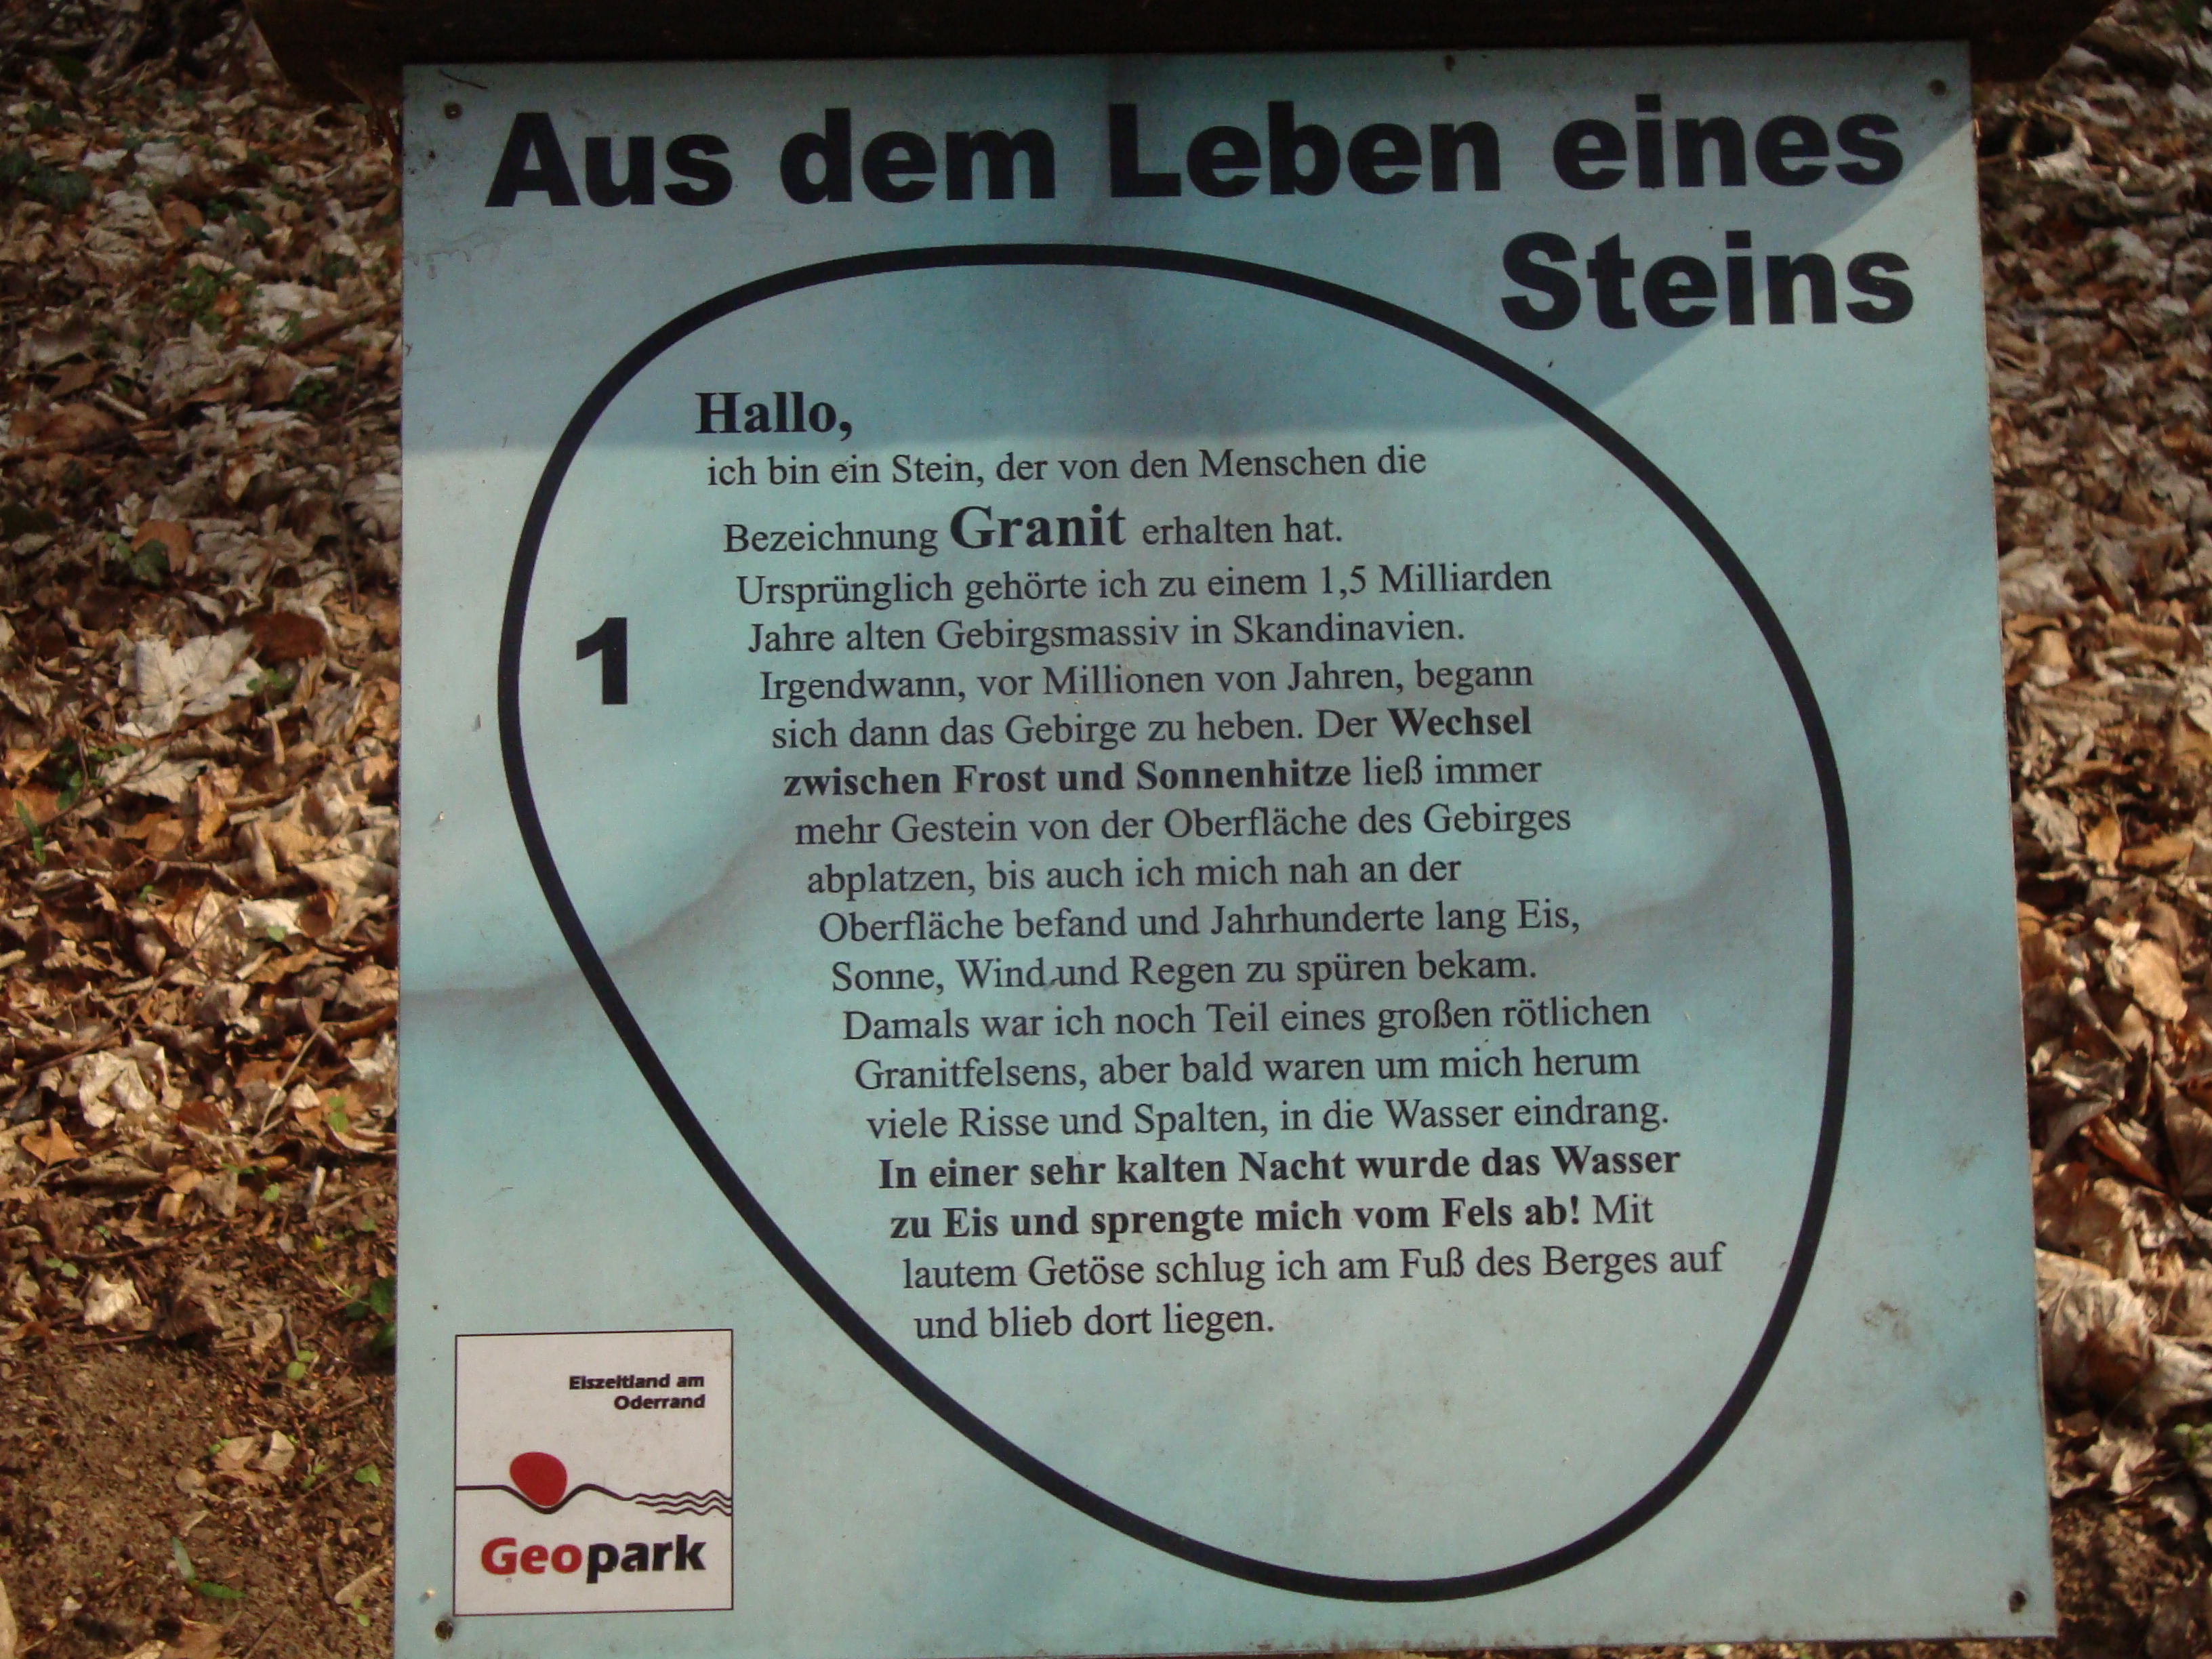 Aus dem Leben eines
Steins
1
Hallo,
ich bin ein Stein, der von den Menschen die
Bezeichnung Granit erhalten hat.
Ursprünglich gehörte ich zu einem 1,5 Milliarden
Jahre alten Gebirgsmassiv in Skandinavien.
Irgendwann, vor Millionen von Jahren, begann
sich dann das Gebirge zu heben. Der Wechsel
zwischen Frost und Sonnenhitze ließ immer
mehr Gestein von der Oberfläche des Gebirges
abplatzen, bis auch ich mich nah an der
Oberfläche befand und Jahrhunderte lang Eis,
Sonne, Wind und Regen zu spüren bekam.
Damals war ich noch Teil eines großen rötlichen
Granitfelsens, aber bald waren um mich herum
viele Risse und Spalten, in die Wasser eindrang.
In einer sehr kalten Nacht wurde das Wasser
zu Eis und sprengte mich vom Fels ab! Mit
lautem Getöse schlug ich am Fuß des Berges auf
und blieb dort liegen.
Eiszeitland am
Oderrand
Geopark